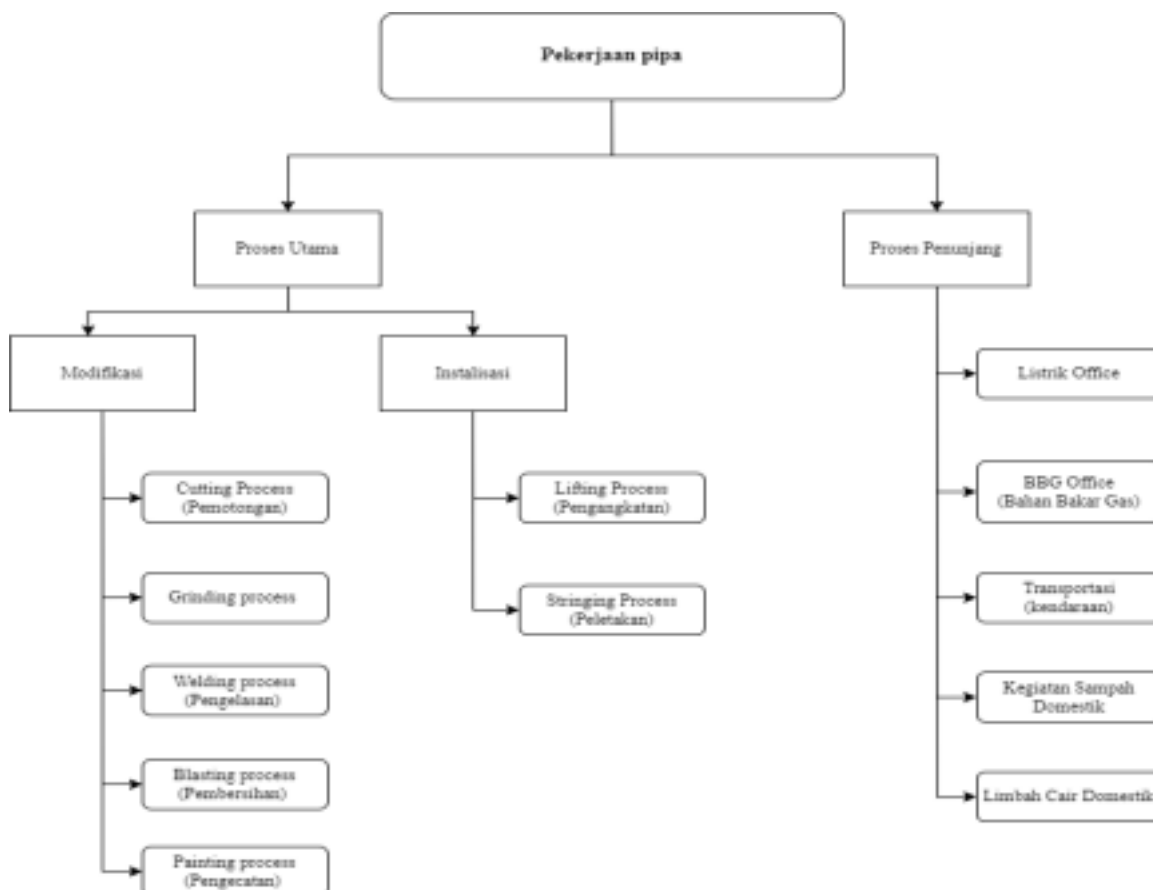 Pekerjaan pipa
Proses Utama
Proses Penunjang
Modifikasi
Instalisasi
Listrik Office
Cutting Process
(Pemotongan)
Lifting Process
(Pengangkatan)
BBG Office
(Bahan Bakar Gas)
Grinding process
Stringing Process
(Peletakan)
Transportasi
(kendaraan)
Welding process
(Pengelasan)
Kegiatan Sampah
Domestik
Blasting process
(Pembersihan)
Limbah Cair Domestik
Painting process
(Pengecatan)